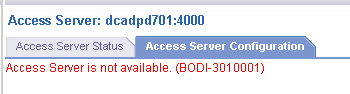 Access Server: dcadpd701:4000
Access Server Status Access Server Configuration
Access Server is not available. (BODI-3010001)